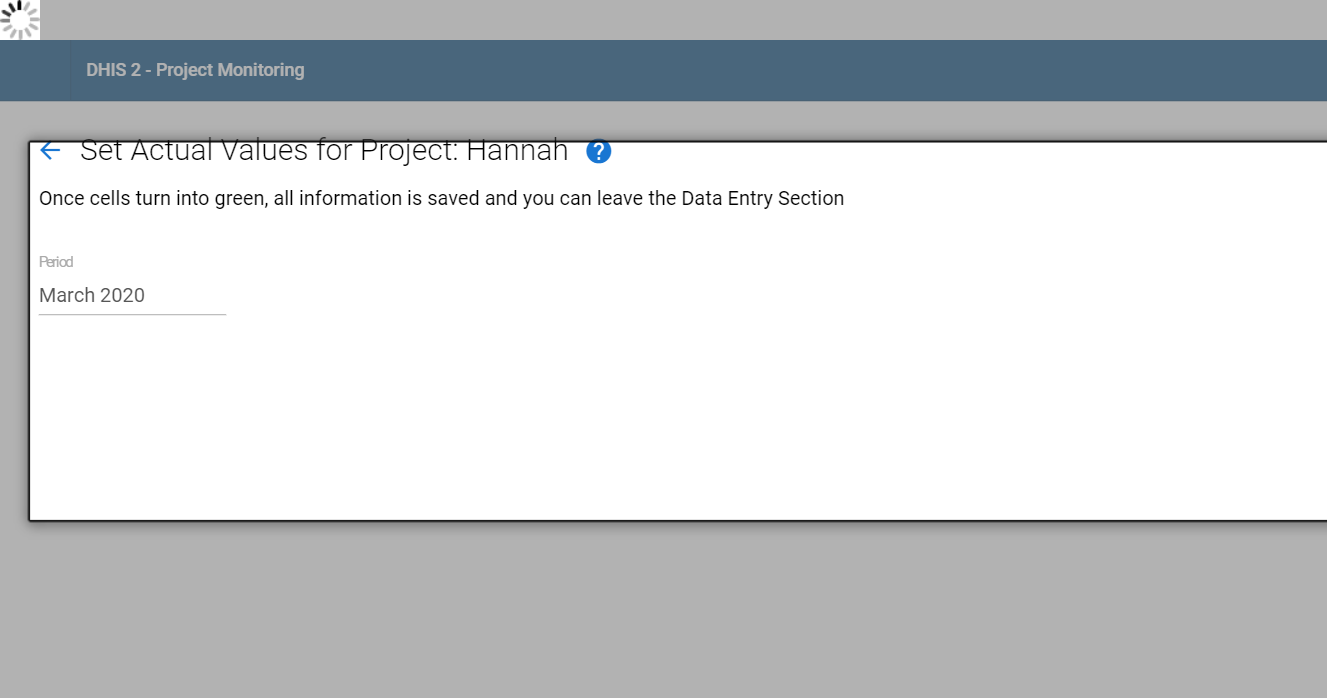 DHIS 2 - Project Monitoring
Set Actual Values for Project: Hannah ?
Once cells turn into green, all information is saved and you can leave the Data Entry Section
Period
March 2020